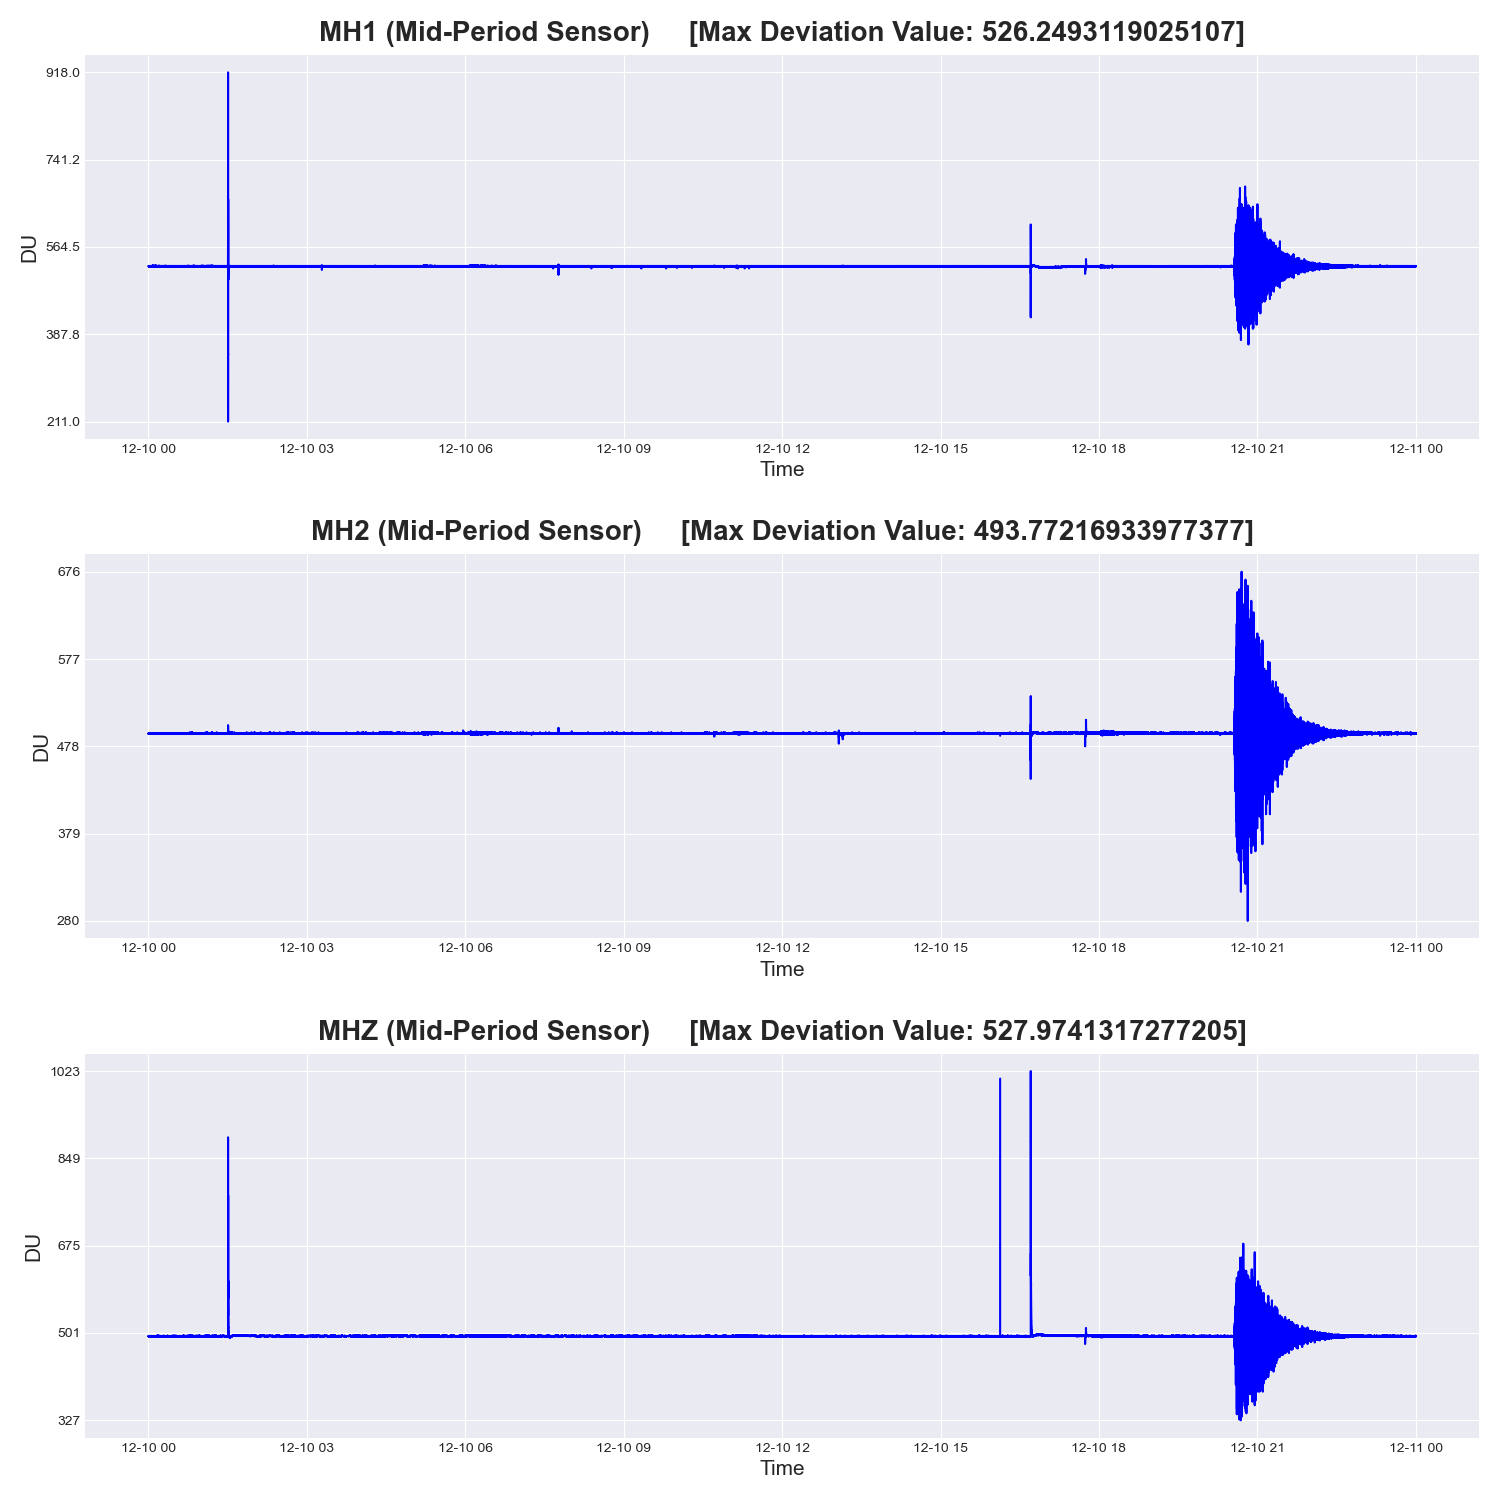 MH1 (Mid-Period Sensor) [Max Deviation Value: 526.2493119025107]
918.0
741.2
564.5
387.8
211.0
DU
12-10 00 12-10 03 12-10 06 12-10 09 12-10 12 12-10 15 12-10 18 12-10 21 12-11 00
Time
MH2 (Mid-Period Sensor) [Max Deviation Value: 493.77216933977377]
676
577
478
379
280
DU
12-10 00 12-10 03 12-10 06 12-10 09 12-10 12 12-10 15 12-10 18 12-10 21 12-11 00
Time
MHZ (Mid-Period Sensor) [Max Deviation Value: 527.9741317277205]
1023
849
675
501
327
DU
12-10 00 12-10 03 12-10 06 12-10 09 12-10 12 12-10 15 12-10 18 12-10 21 12-11 00
Time